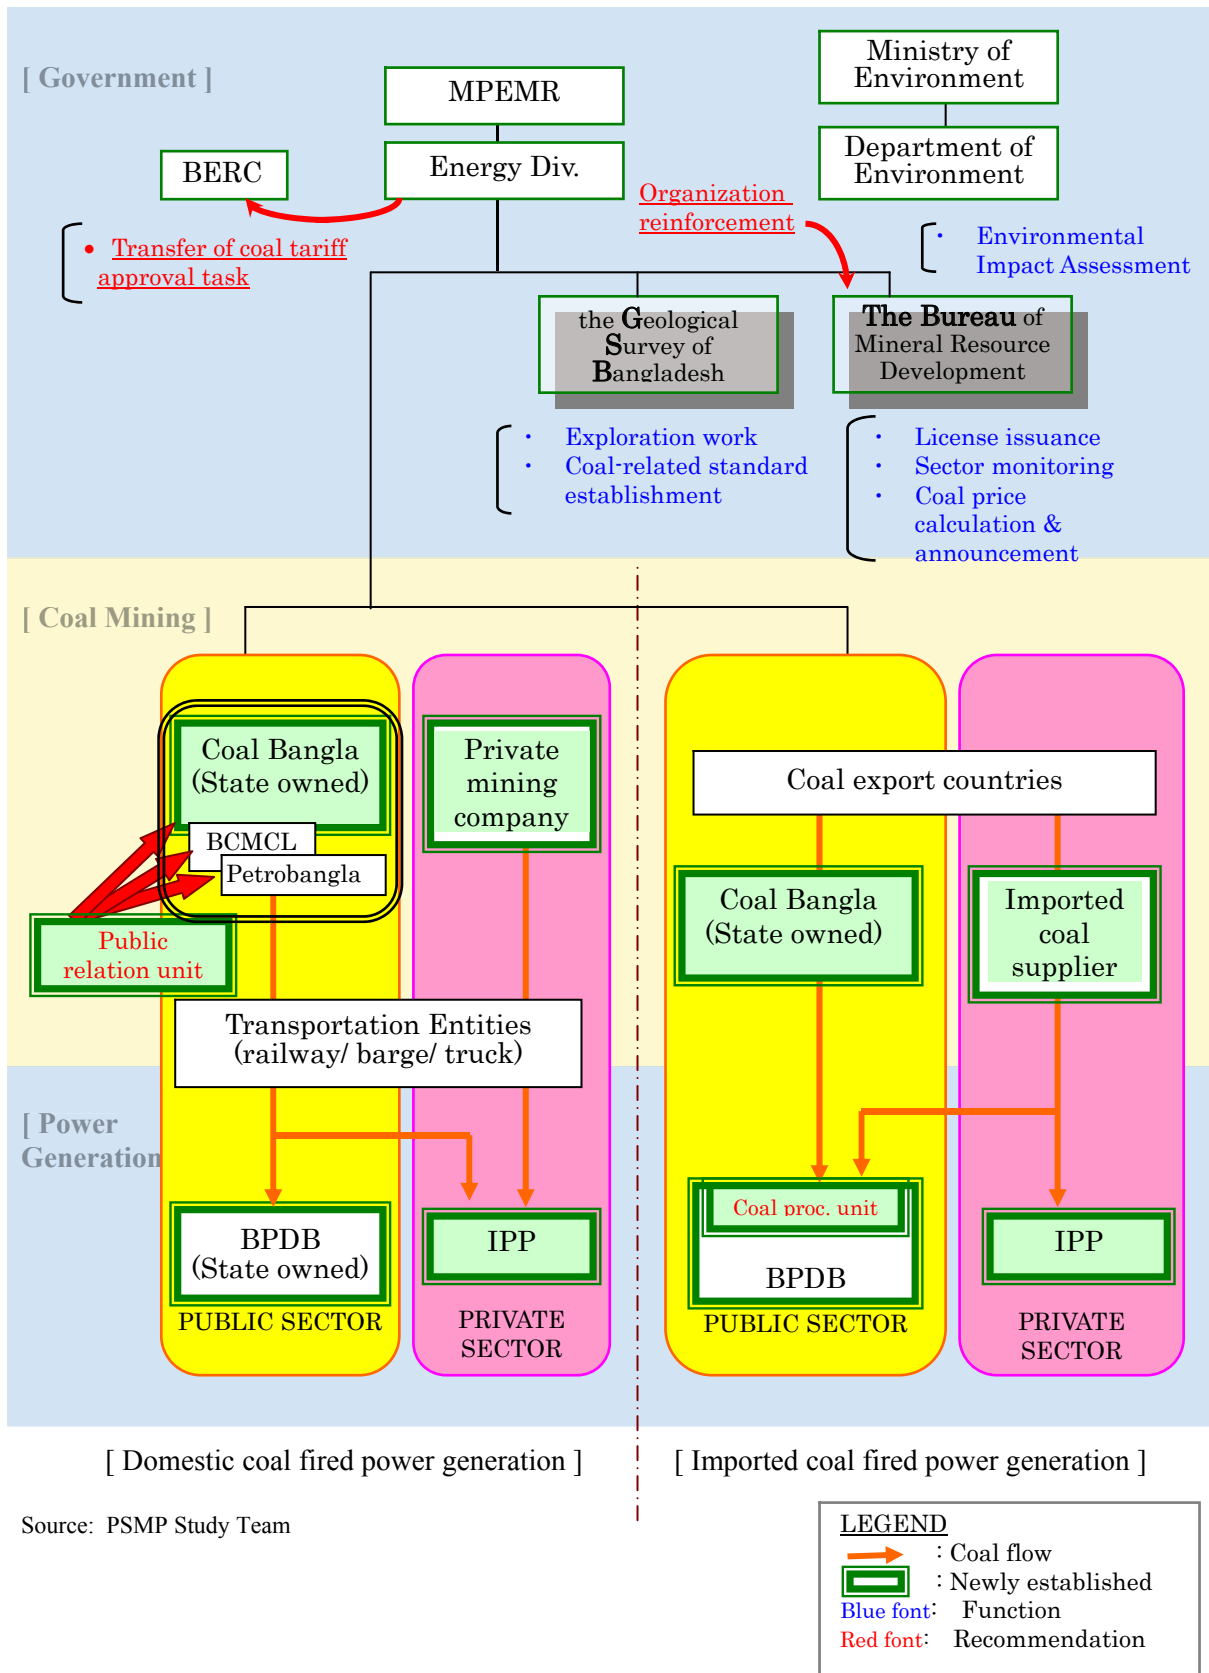 [ Government ]
MPEMR
Energy Div.
BERC
Ministry of
Environment
Department of
Environment
• Transfer of coal tariff
approval task
Organization
reinforcement
・ Environmental
Impact Assessment
the Geological
Survey of
Bangladesh
The Bureau of
Mineral Resource
Development
・ Exploration work
・ Coal-related standard
establishment
・ License issuance
・ Sector monitoring
・ Coal price
calculation &
announcement
[ Coal Mining ]
Coal Bangla
(State owned)
BCMCL
Petrobangla
Public
relation unit
Private
mining
company
Coal export countries
Coal Bangla
(State owned)
Imported
coal
supplier
Transportation Entities
(railway/ barge/ truck)
[ Power
Generation
BPDB
(State owned)
PUBLIC SECTOR
IPP
PRIVATE
SECTOR
Coal proc. unit
BPDB
PUBLIC SECTOR
IPP
PRIVATE
SECTOR
[ Domestic coal fired power generation ]
[ Imported coal fired power generation ]
Source: PSMP Study Team
LEGEND
: Coal flow
: Newly established
Blue font: Function
Red font: Recommendation